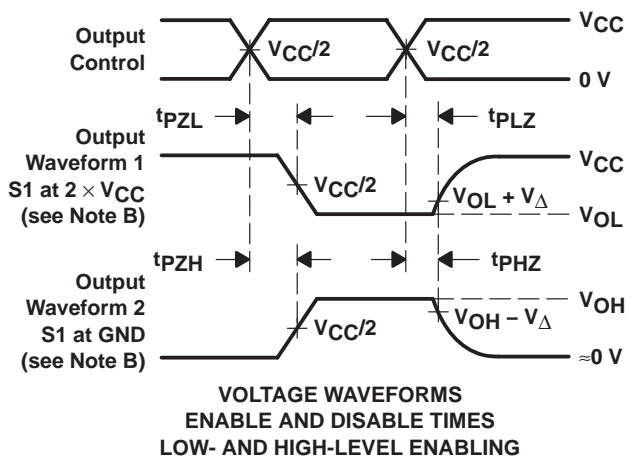 Output
Control
VCC/2
VCC/2
VCC
0 V
tPZL
tPLZ
Output
Waveform 1
S1 at 2 × VCC
(see Note B)
VCC/2
VCC
VOL + VΔ
VOL
tPZH
tPHZ
Output
Waveform 2
S1 at GND
(see Note B)
VCC/2
VOH
VOH − VΔ
≈0 V
VOLTAGE WAVEFORMS
ENABLE AND DISABLE TIMES
LOW- AND HIGH-LEVEL ENABLING